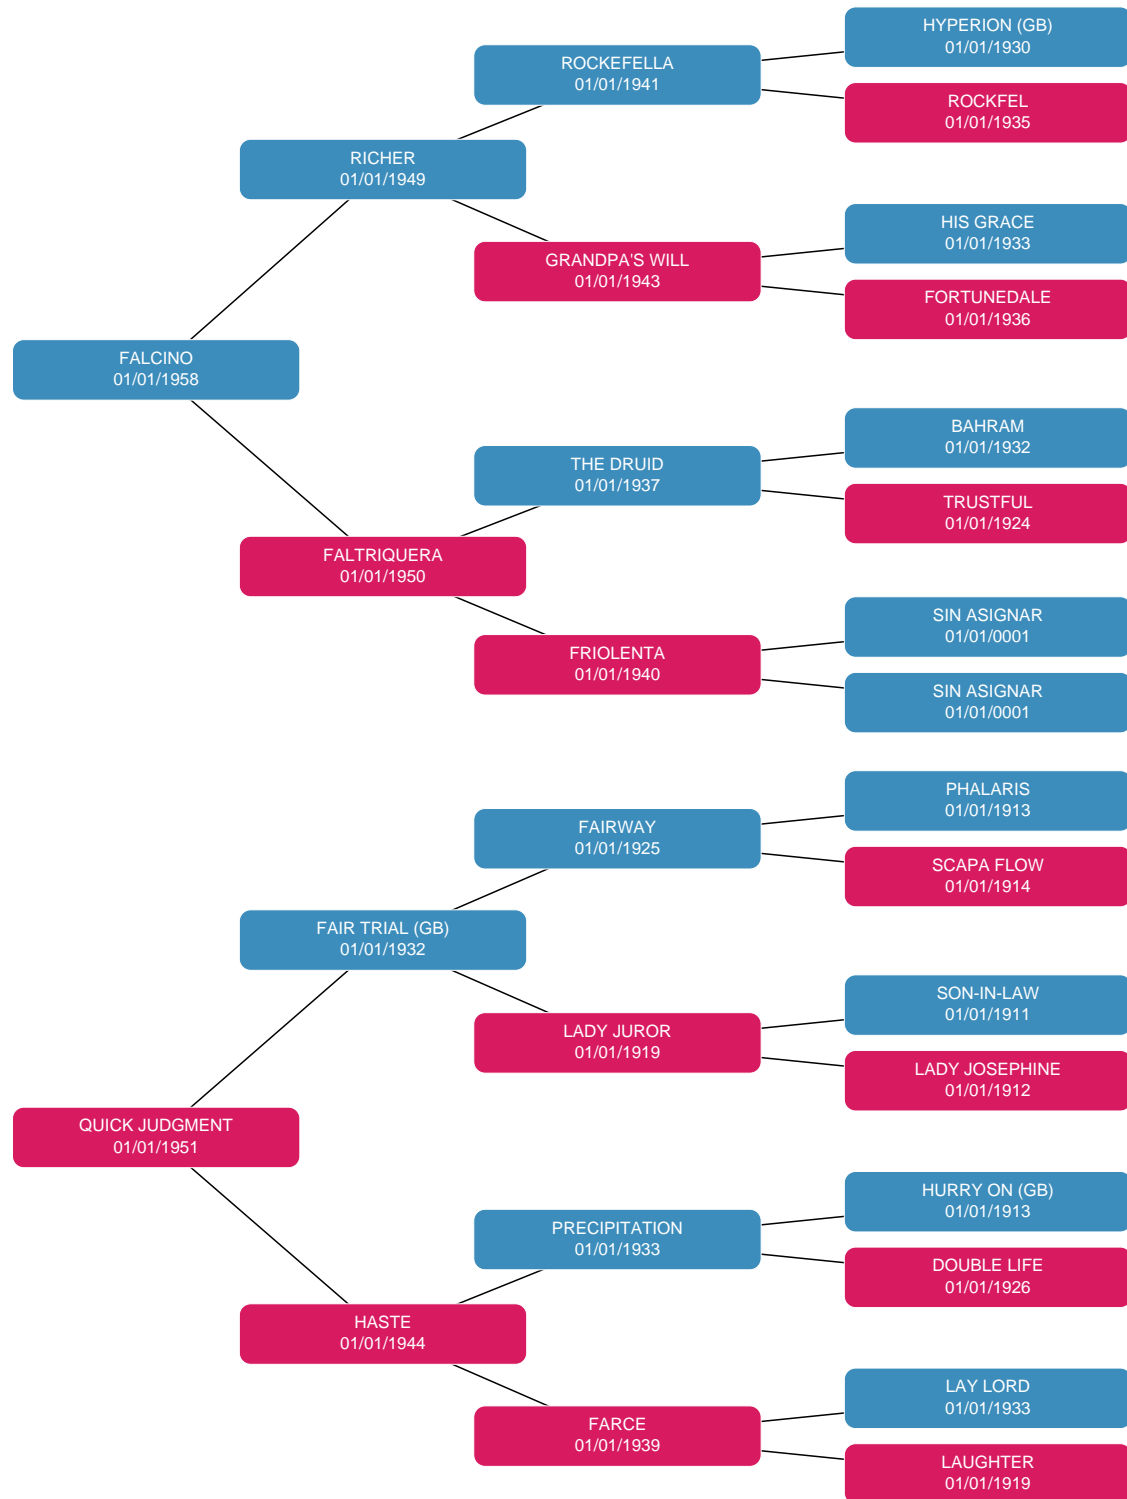 HYPERION (GB)
01/01/1930
ROCKEFELLA
01/01/1941
ROCKFEL
01/01/1935
RICHER
01/01/1949
HIS GRACE
01/01/1933
GRANDPA'S WILL
01/01/1943
FORTUNEDALE
01/01/1936
FALCINO
01/01/1958
BAHRAM
01/01/1932
THE DRUID
01/01/1937
TRUSTFUL
01/01/1924
FALTRIQUERA
01/01/1950
SIN ASIGNAR
01/01/0001
FRIOLENTA
01/01/1940
SIN ASIGNAR
01/01/0001
PHALARIS
01/01/1913
FAIRWAY
01/01/1925
SCAPA FLOW
01/01/1914
FAIR TRIAL (GB)
01/01/1932
SON-IN-LAW
01/01/1911
LADY JUROR
01/01/1919
LADY JOSEPHINE
01/01/1912
QUICK JUDGMENT
01/01/1951
HURRY ON (GB)
01/01/1913
PRECIPITATION
01/01/1933
DOUBLE LIFE
01/01/1926
HASTE
01/01/1944
LAY LORD
01/01/1933
FARCE
01/01/1939
LAUGHTER
01/01/1919